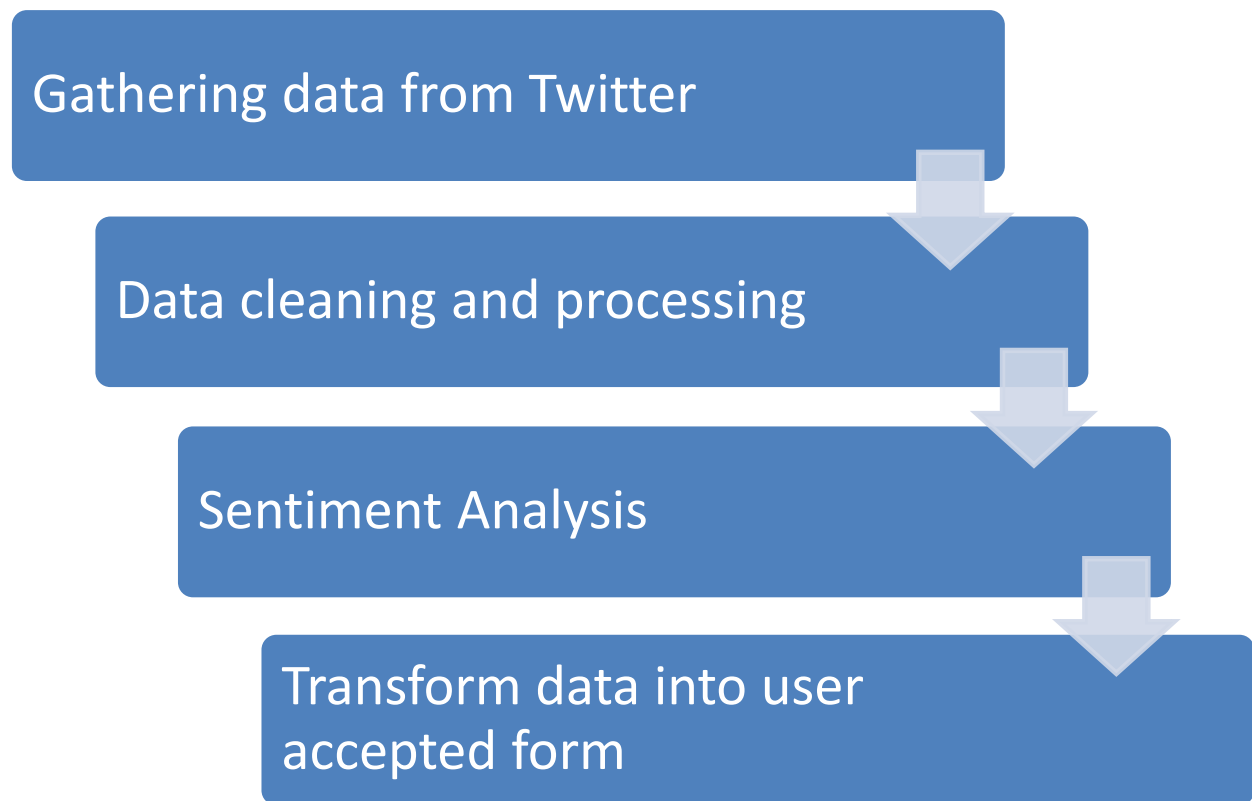 Gathering data from Twitter
Data cleaning and processing
Sentiment Analysis
Transform data into user
accepted form